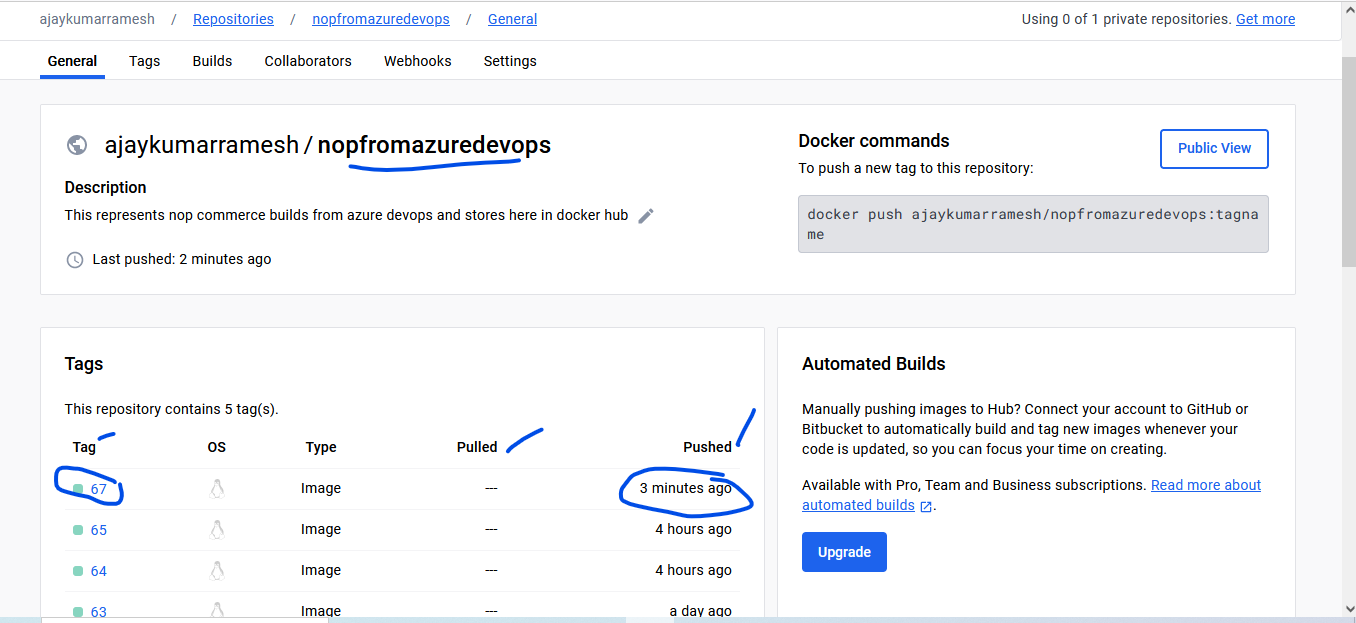 ajaykumarramesh / Repositories / nopfromazuredevops / General
Using 0 of 1 private repositories. Get more
General Tags Builds Collaborators Webhooks Settings
ajaykumarramesh / nopfromazuredevops
Description
This represents nop commerce builds from azure devops and stores here in docker hub
Last pushed: 2 minutes ago
Docker commands
To push a new tag to this repository:
Public View
docker push ajaykumarramesh/nopfromazuredevops:tagna
me
Tags
This repository contains 5 tag(s).
Tag OS Type Pulled Pushed
67 Image --- 3 minutes ago
65 Image --- 4 hours ago
64 Image --- 4 hours ago
63 Image --- a day ago
Automated Builds
Manually pushing images to Hub? Connect your account to GitHub or
Bitbucket to automatically build and tag new images whenever your
code is updated, so you can focus your time on creating.
Available with Pro, Team and Business subscriptions. Read more about
automated builds .
Upgrade